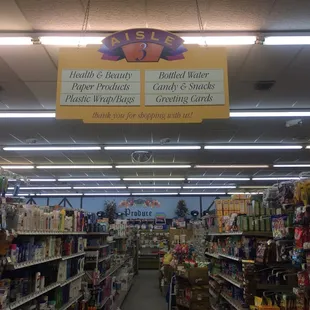 AISLE
3
Health & Beauty
Paper Products
Plastic Wrap/Bags
Bottled Water
Candy & Snacks
Greeting Cards
thank you for shopping with us!
Produce